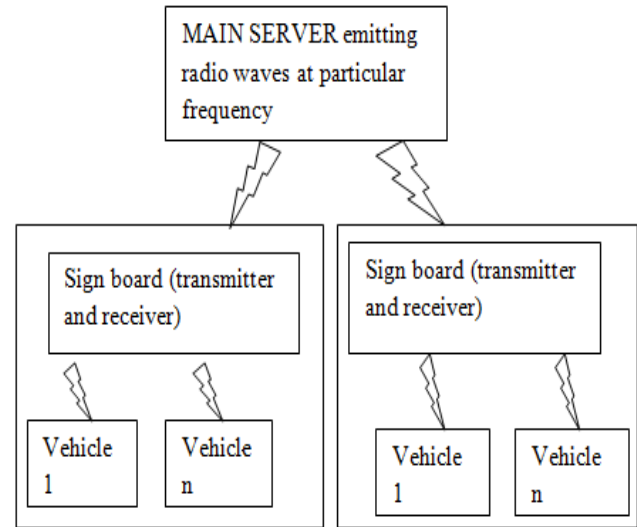 MAIN SERVER emitting
radio waves at particular
frequency
Sign board (transmitter
and receiver)
Vehicle
1
Vehicle
n
Sign board (transmitter
and receiver)
Vehicle
1
Vehicle
n